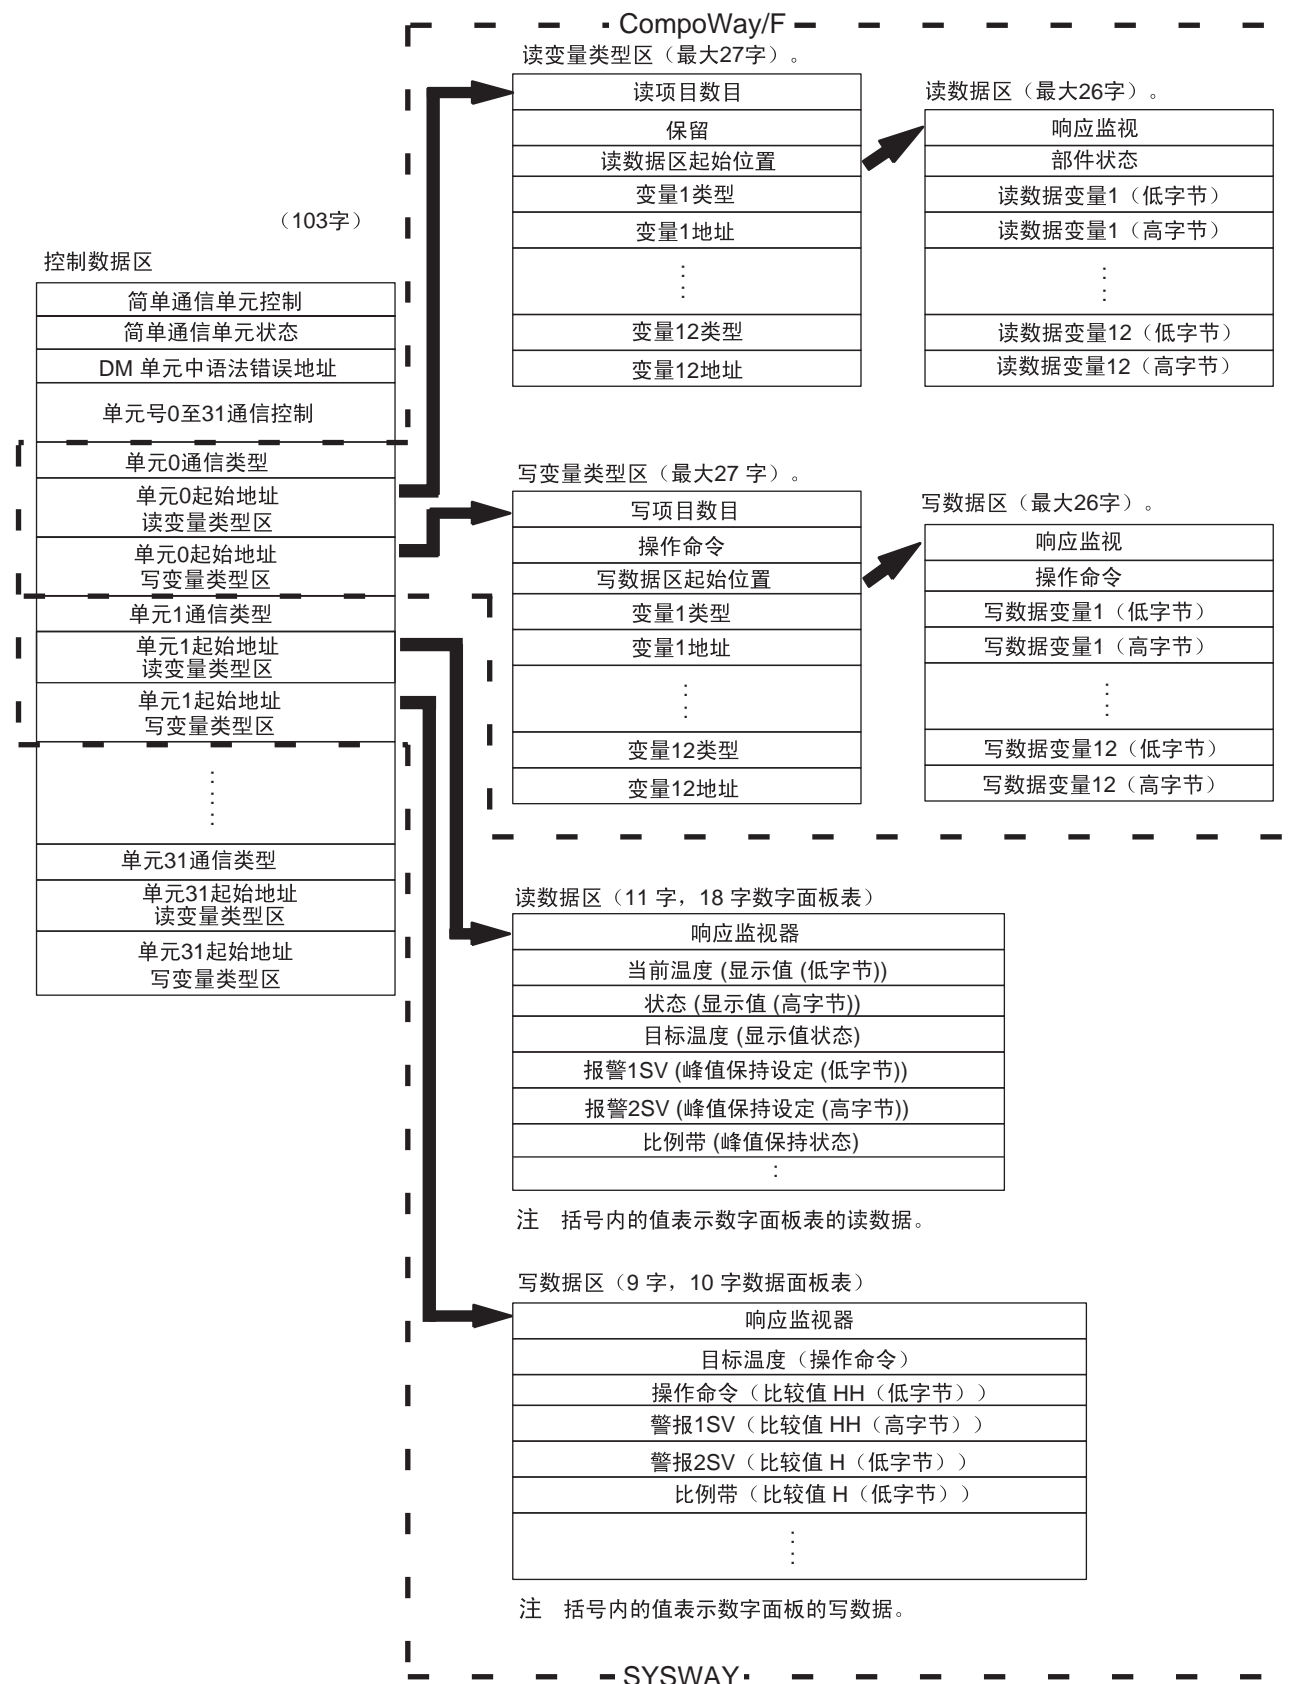 CompoWay/F
读变量类型区（最大27字）。
读项目数目
保留
读数据区起始位置
变量1类型
变量1地址
变量12类型
变量12地址
读数据区（最大26字）。
响应监视
部件状态
读数据变量1（低字节）
读数据变量1（高字节）
读数据变量12（低字节）
读数据变量12（高字节）
（103字）
控制数据区
简单通信单元控制
简单通信单元状态
DM 单元中语法错误地址
单元号0至31通信控制
单元0通信类型
单元0起始地址
读变量类型区
单元0起始地址
写变量类型区
单元1通信类型
单元1起始地址
读变量类型区
单元1起始地址
写变量类型区
单元31通信类型
单元31起始地址
读变量类型区
单元31起始地址
写变量类型区
写变量类型区（最大27 字）。
写项目数目
操作命令
写数据区起始位置
变量1类型
变量1地址
变量12类型
变量12地址
写数据区（最大26字）。
响应监视
操作命令
写数据变量1（低字节）
写数据变量1（高字节）
写数据变量12（低字节）
写数据变量12（高字节）
读数据区（11 字，18 字数字面板表）
响应监视器
当前温度 (显示值 (低字节))
状态 (显示值 (高字节))
目标温度 (显示值状态)
报警1SV (峰值保持设定 (低字节))
报警2SV (峰值保持设定 (高字节))
比例带 (峰值保持状态)
注 括号内的值表示数字面板表的读数据。
写数据区（9 字，10 字数据面板表）
响应监视器
目标温度（操作命令）
操作命令（比较值 HH（低字节））
警报1SV（比较值 HH（高字节））
警报2SV（比较值 H（低字节））
比例带（比较值 H（低字节））
注 括号内的值表示数字面板的写数据。
SYSWAY